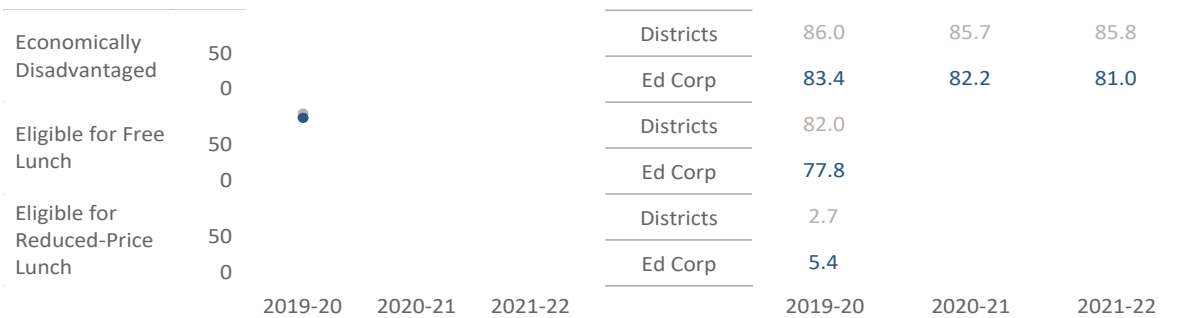 Economically
Disadvantaged
50
0
Districts 86.0 85.7 85.8
Ed Corp 83.4 82.2 81.0
Eligible for Free
Lunch
50
0
Districts 82.0
Ed Corp 77.8
Eligible for
Reduced-Price
Lunch
50
0
Districts 2.7
Ed Corp 5.4
2019-20 2020-21 2021-22 2019-20 2020-21 2021-22